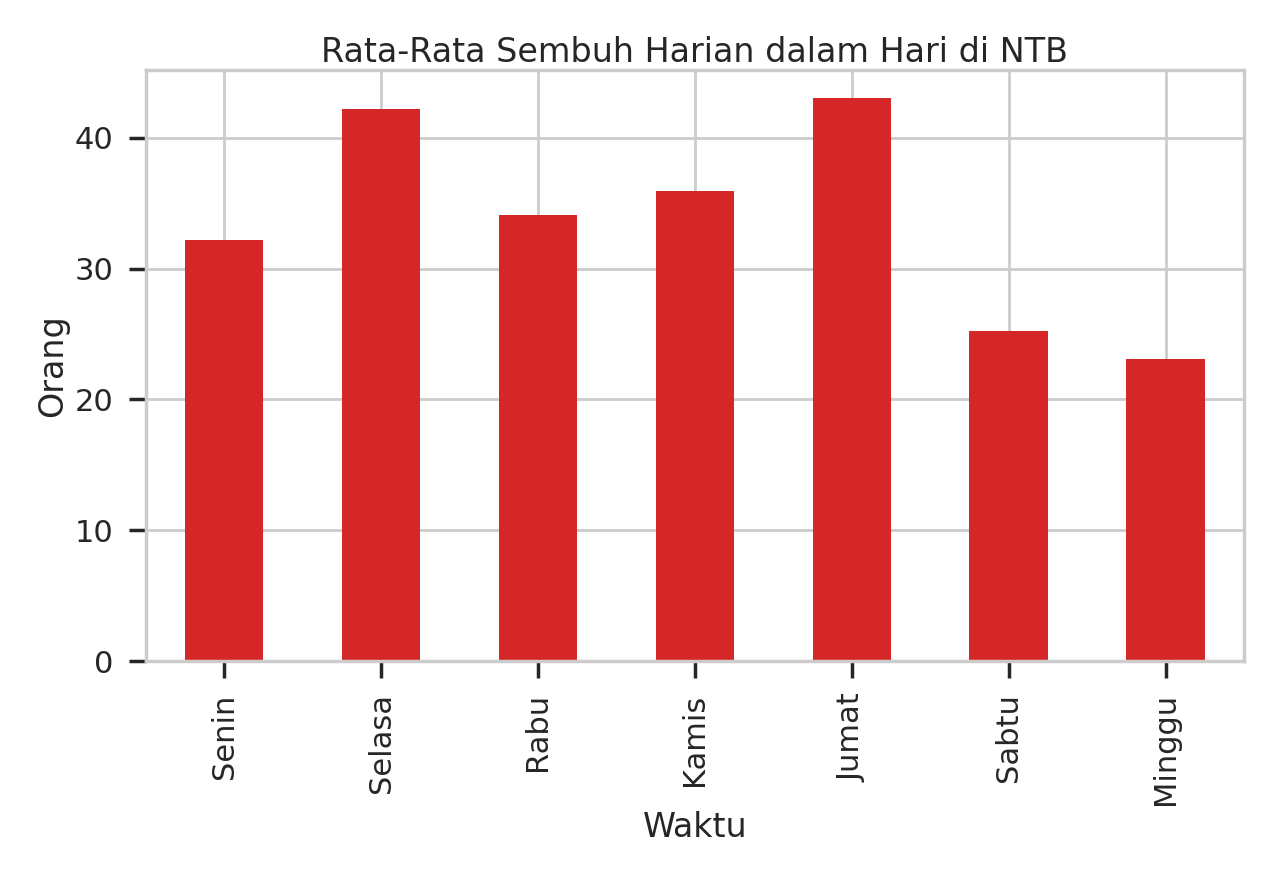 Rata-Rata Sembuh Harian dalam Hari di NTB
Orang
40
30
20
10
0
Senin
Selasa
Rabu
Kamis
Jumat
Sabtu
Minggu
Waktu